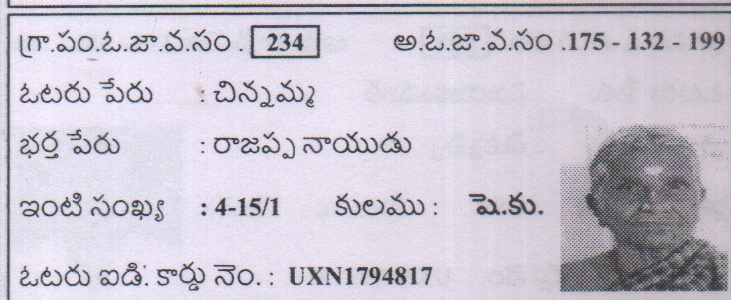 గ్రా.పం.ఓ.జా.వ.సం 234 అ.ఓ.జా.వ.సం .175 - 132 - 199
ఓటరు పేరు : చిన్నమ్మ
భర్త పేరు : రాజప్ప నాయుడు
ఇంటి సంఖ్య : 4-15/1 కులము : షె.కు.
ఓటరు ఐడి. కార్డు నెం. : UXN1794817